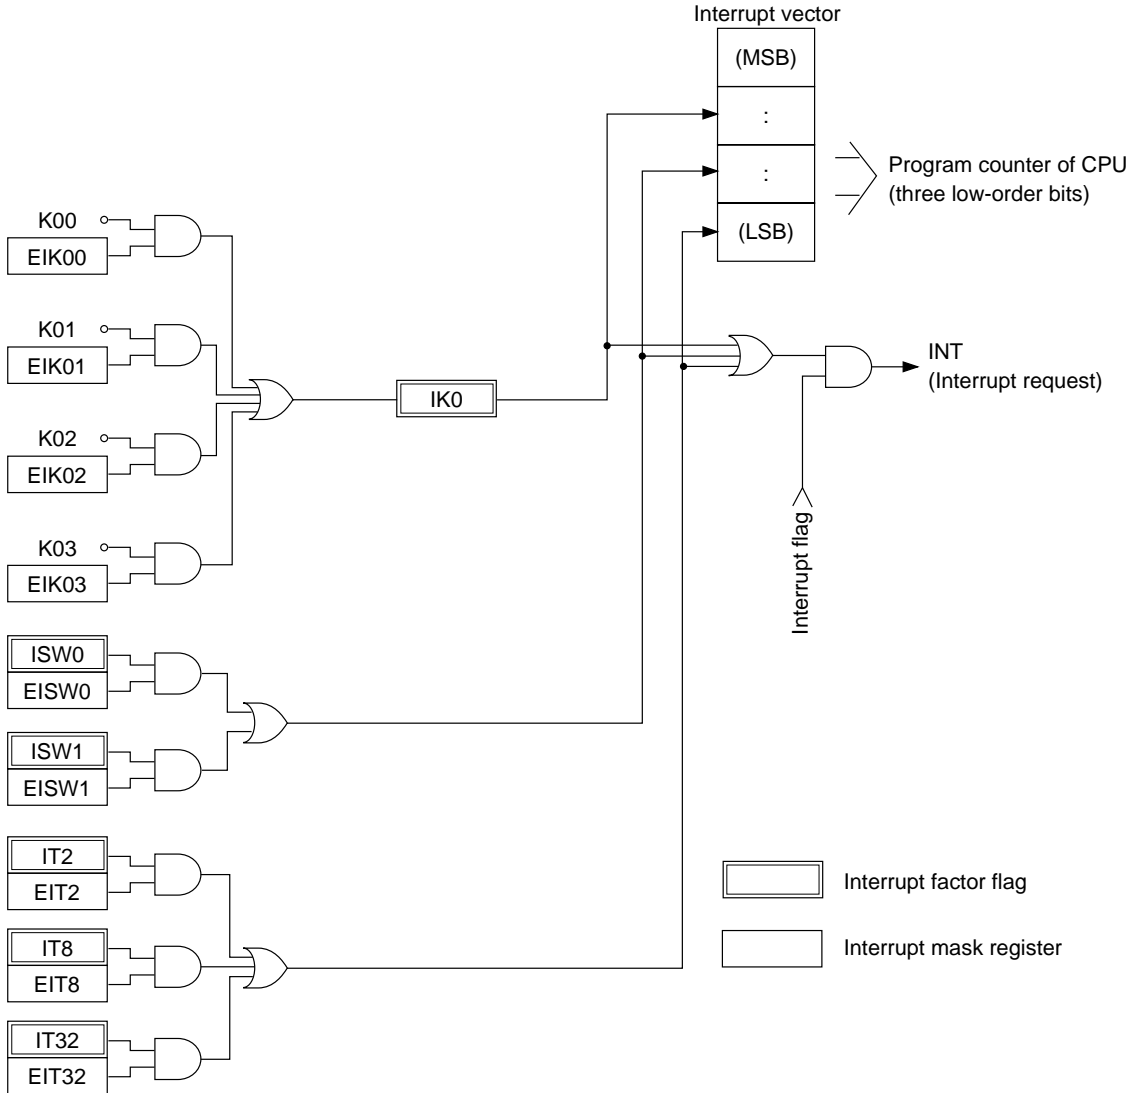 Interrupt vector
(MSB)
:
:
(LSB)
Program counter of CPU
(three low-order bits)
K00
EIK00
K01
EIK01
K02
EIK02
K03
EIK03
IK0
INT
(Interrupt request)
Interrupt flag
ISW0
EISW0
ISW1
EISW1
IT2
EIT2
IT8
EIT8
IT32
EIT32
Interrupt factor flag
Interrupt mask register